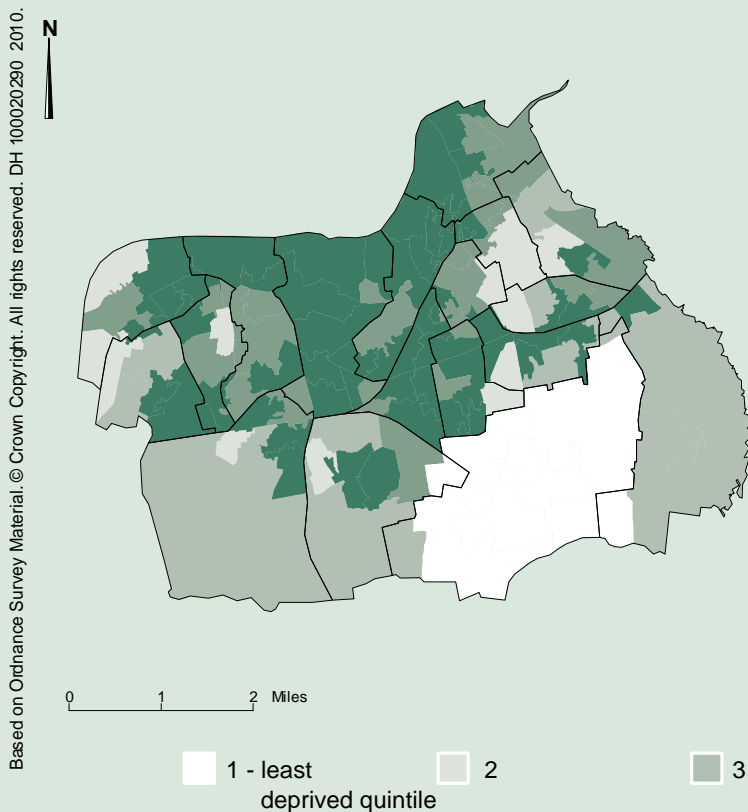 Based on Ordnance Survey Material. © Crown Copyright. All rights reserved. DH 100020290 2010.
N
0 1 2 Miles
1 - least
deprived quintile
2
3